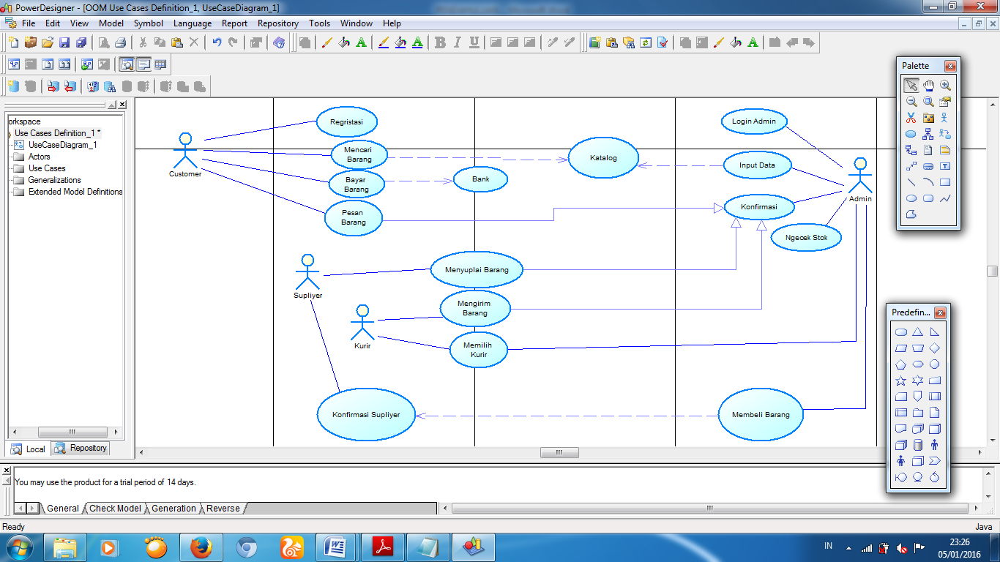 PowerDesigner - [OOM Use Cases Definition_1, UseCaseDiagram_1]
File Edit View Model Symbol Language Report Repository Tools Window Help
Palette
orkspace
Use Cases Definition_1 *
UseCaseDiagram_1
Actors
Use Cases
Generalizations
Extended Model Definitions
Local
Repository
Customer
Regristasi
Mencari
Barang
Bayar
Barang
Pesan
Barang
Bank
Katalog
Login Admin
Input Data
Konfirmasi
Ngecek Stok
Admin
Supliyer
Menyuplai Barang
Kurir
Mengirim
Barang
Memilih
Kurir
Konfirmasi Supliyer
Membeli Barang
Predefin...
You may use the product for a trial period of 14 days.
General Check Model Generation Reverse
Ready
Java
IN
23:26
05/01/2016